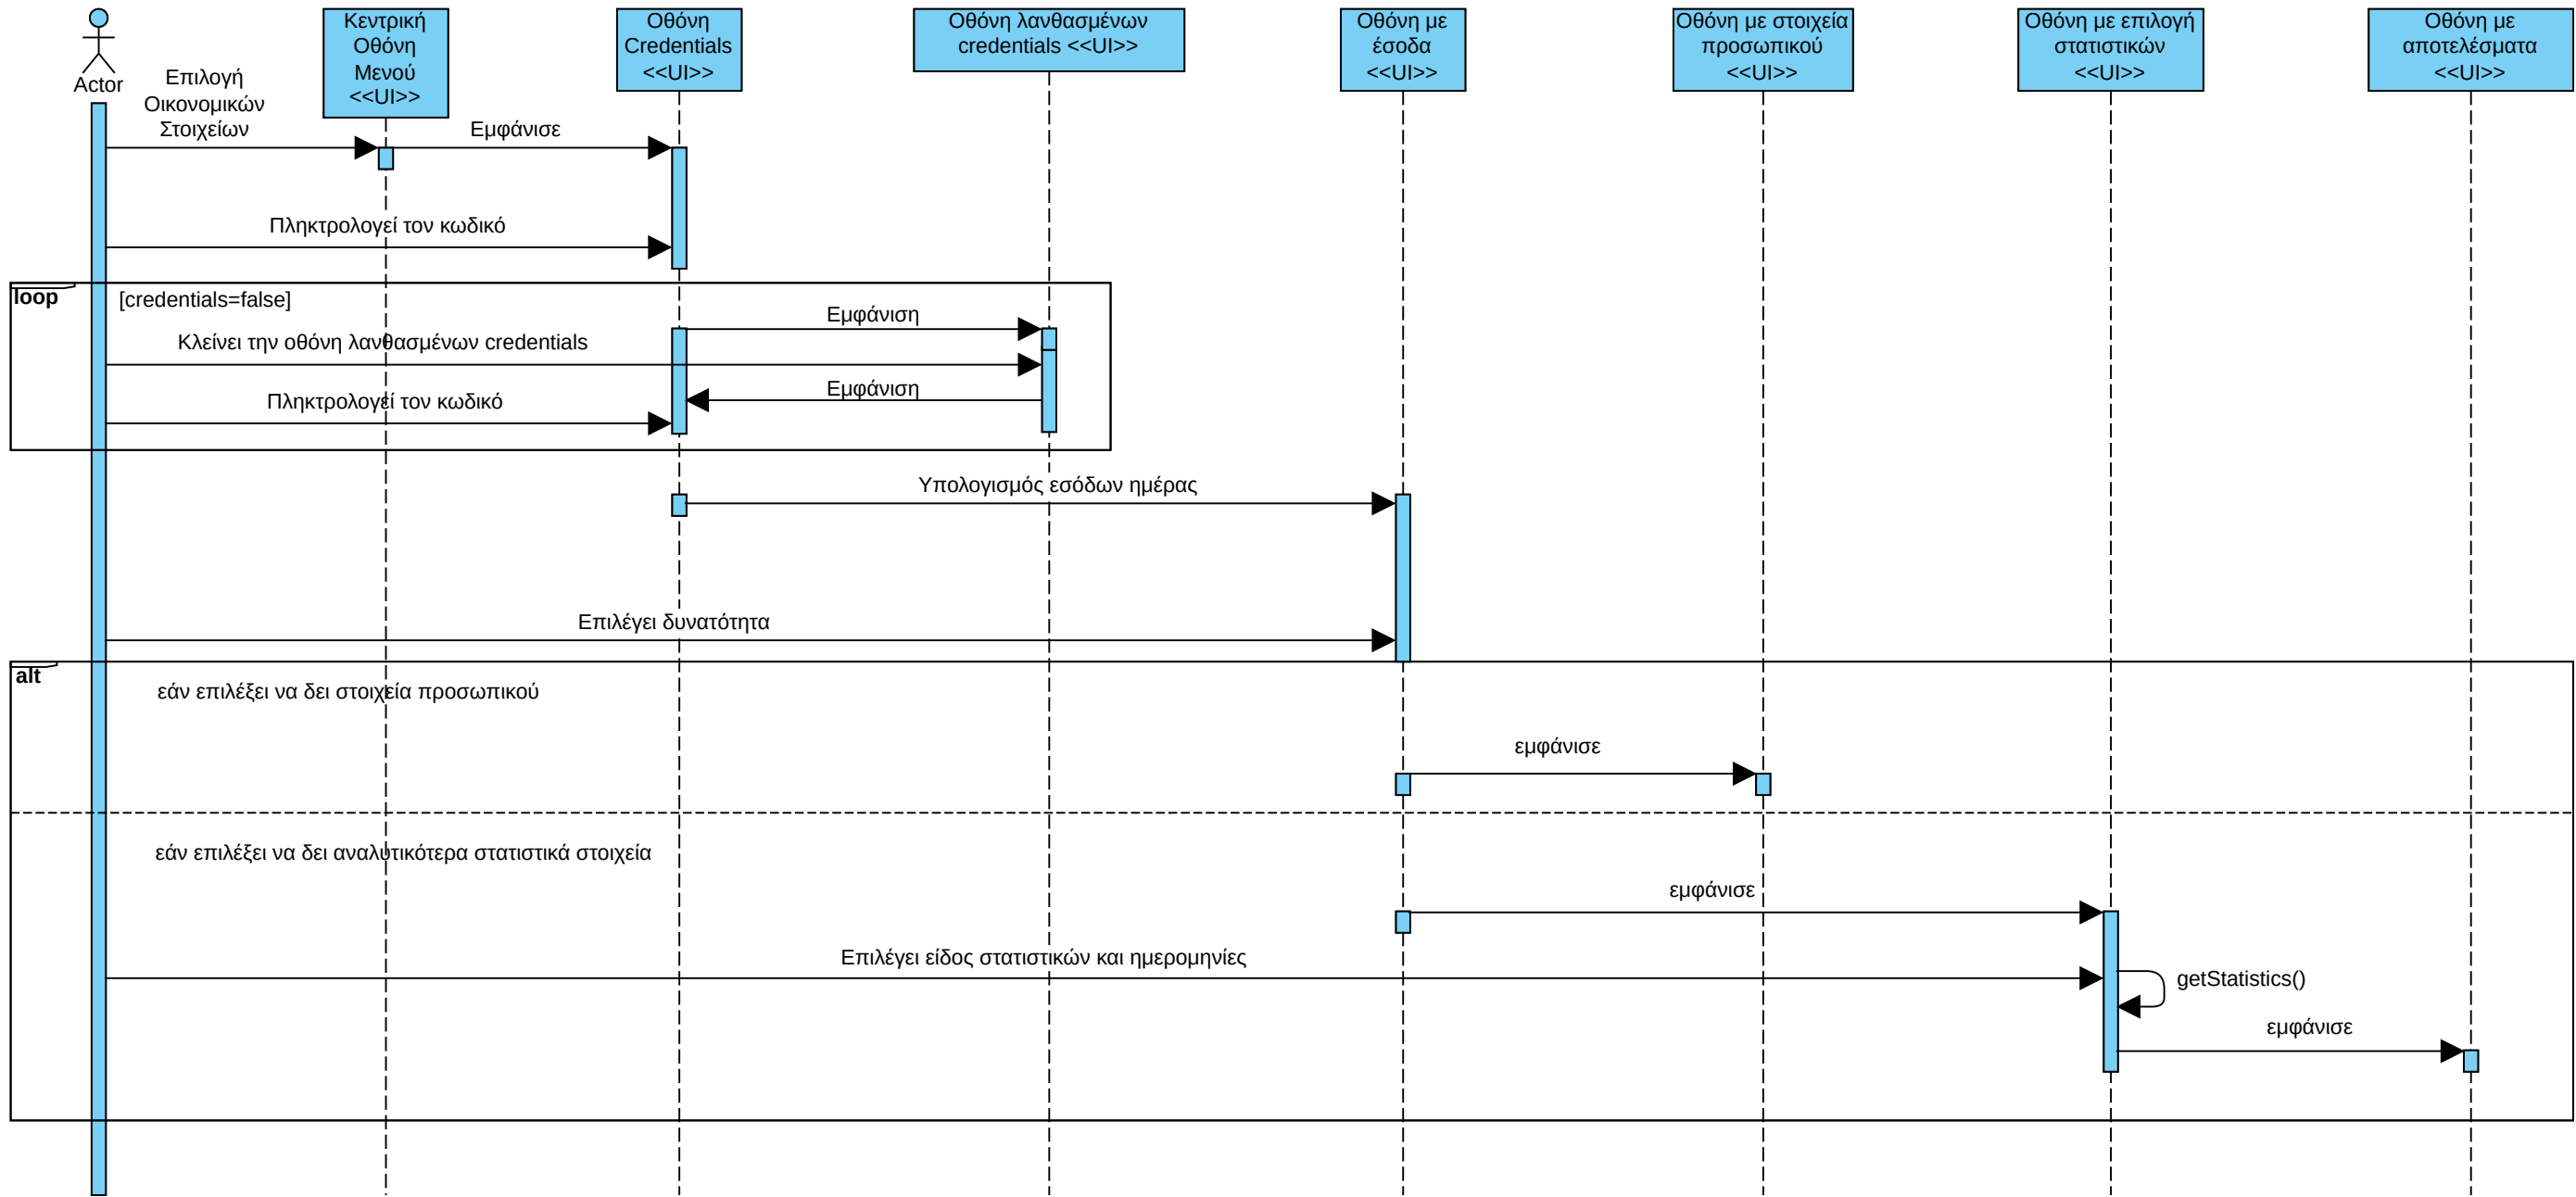 Actor
Κεντρική
Οθόνη
Μενού
<<UI>>
Οθόνη
Credentials
<<UI>>
Οθόνη λανθασμένων
credentials <<UI>>
Οθόνη με
έσοδα
<<UI>>
Οθόνη με στοιχεία
προσωπικού
<<UI>>
Οθόνη με επιλογή
στατιστικών
<<UI>>
Οθόνη με
αποτελέσματα
<<UI>>
Επιλογή
Οικονομικών
Στοιχείων
Εμφάνισε
Πληκτρολογεί τον κωδικό
loop
[credentials=false]
Εμφάνιση
Κλείνει την οθόνη λανθασμένων credentials
Εμφάνιση
Πληκτρολογεί τον κωδικό
Υπολογισμός εσόδων ημέρας
Επιλέγει δυνατότητα
alt
εάν επιλέξει να δει στοιχεία προσωπικού
εμφάνισε
εάν επιλέξει να δει αναλυτικότερα στατιστικά στοιχεία
εμφάνισε
Επιλέγει είδος στατιστικών και ημερομηνίες
getStatistics()
εμφάνισε